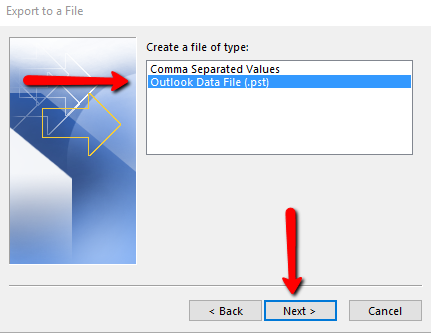 Export to a File
Create a file of type:
Comma Separated Values
Outlook Data File (.pst)
< Back
Next >
Cancel